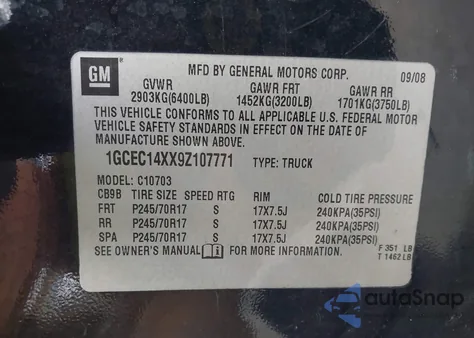 GM
MFD BY GENERAL MOTORS CORP. 09/08
GVWR GAWR FRT GAWR RR
2903KG(6400LB) 1452KG(3200LB) 1701KG(3750LB)
THIS VEHICLE CONFORMS TO ALL APPLICABLE U.S. FEDERAL MOTOR
VEHICLE SAFETY STANDARDS IN EFFECT ON THE DATE OF
MANUFACTURE SHOWN ABOVE.
1GCEC14XX9Z107771 TYPE: TRUCK
MODEL: C10703
CB9B TIRE SIZE SPEED RTG RIM COLD TIRE PRESSURE
FRT P245/70R17 S 17X7.5J 240KPA(35PSI)
RR P245/70R17 S 17X7.5J 240KPA(35PSI)
SPA P245/70R17 S 17X7.5J 240KPA(35PSI)
SEE OWNER'S MANUAL FOR MORE INFORMATION
F 351 LB
T 1462 LB
autoSnap